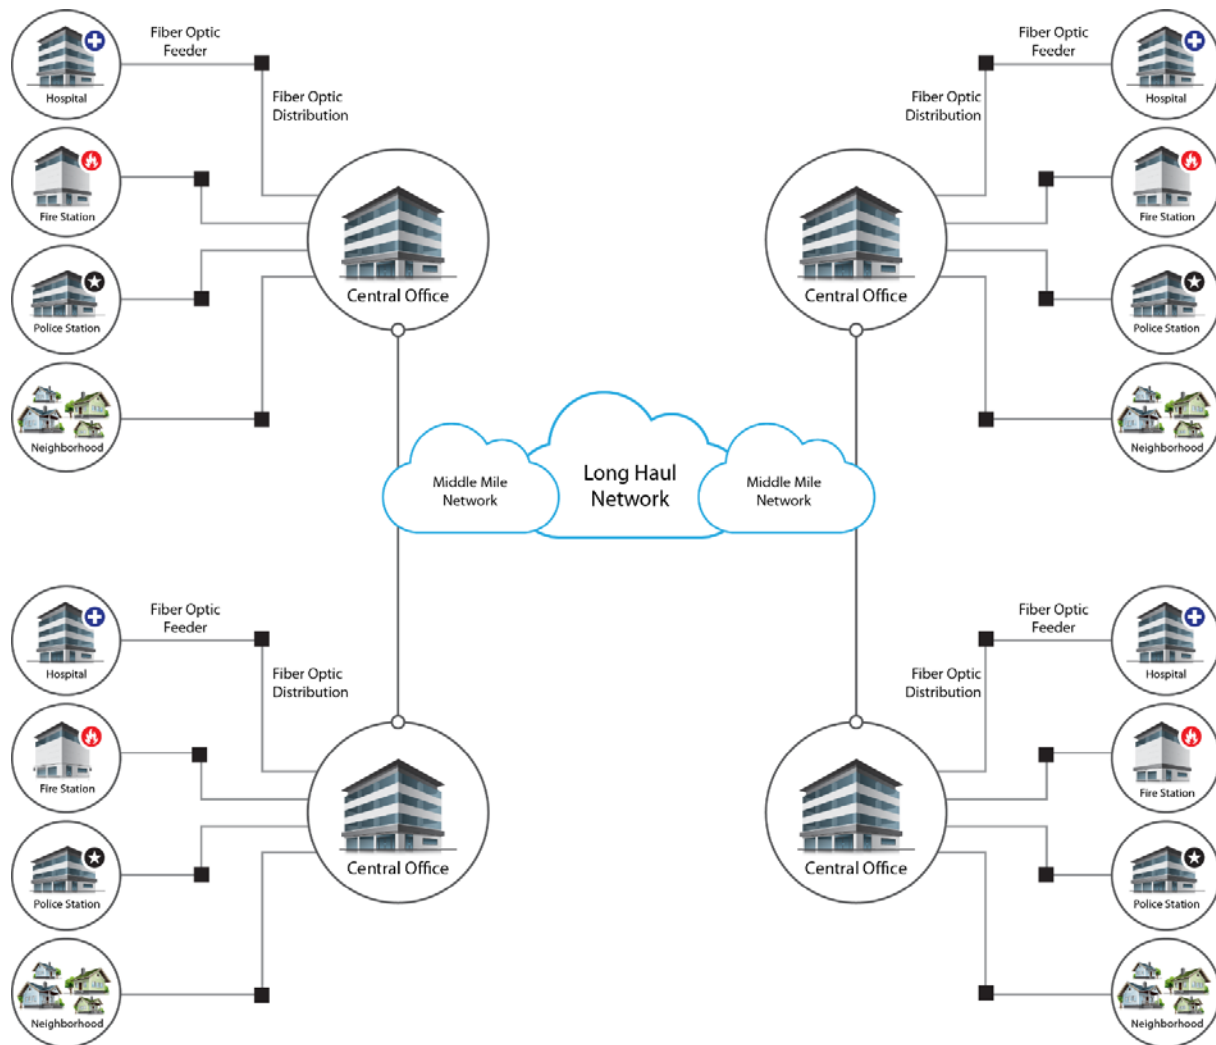 Fiber Optic
Feeder
Hospital
Fiber Optic
Distribution
Fire Station
Police Station
Neighborhood
Central Office
Fiber Optic
Feeder
Hospital
Fiber Optic
Distribution
Fire Station
Police Station
Neighborhood
Central Office
Middle Mile
Network
Long Haul
Network
Middle Mile
Network
Fiber Optic
Feeder
Hospital
Fiber Optic
Distribution
Fire Station
Police Station
Neighborhood
Central Office
Fiber Optic
Feeder
Hospital
Fiber Optic
Distribution
Fire Station
Police Station
Neighborhood
Central Office